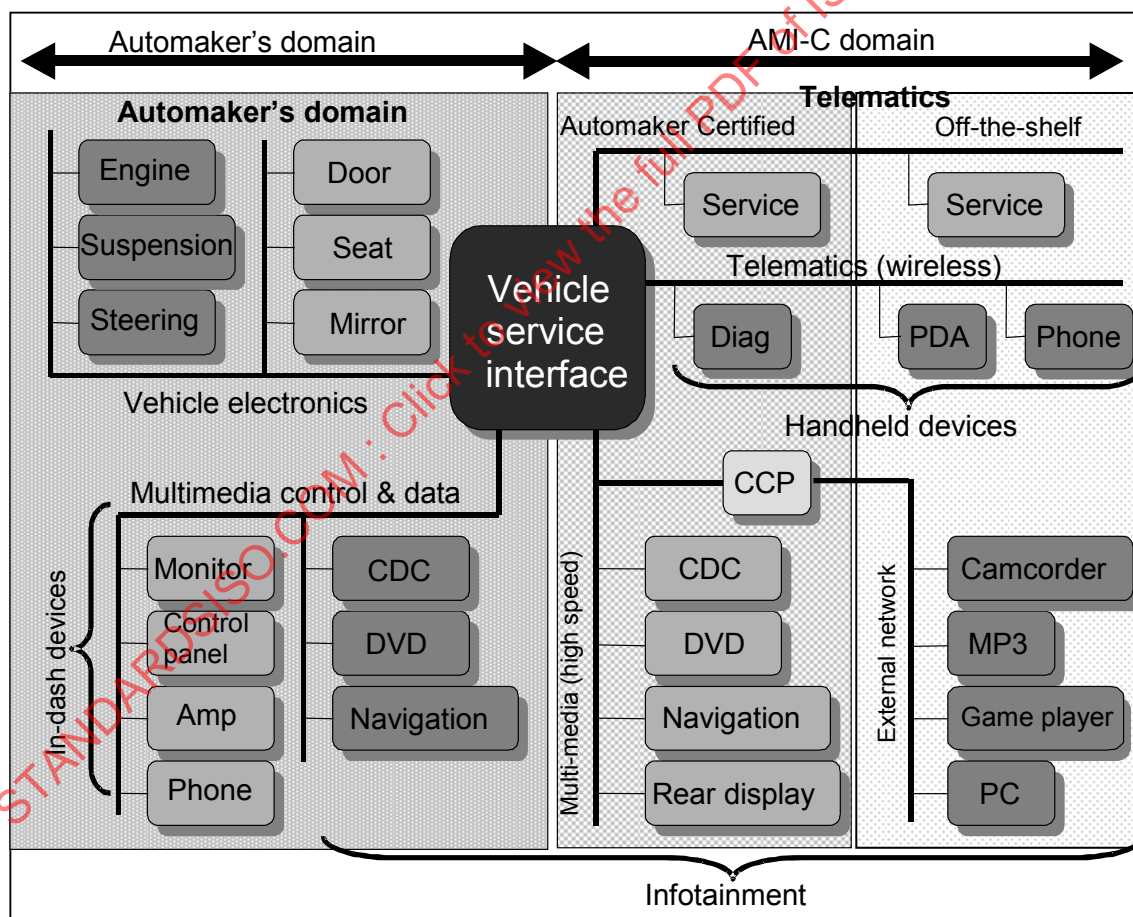 Automaker's domain
AMI-C domain
Automaker's domain
Telematics
Automaker Certified
Off-the-shelf
Engine
Door
Service
Service
Suspension
Seat
Vehicle
service
interface
Telematics (wireless)
Steering
Mirror
Diag
PDA
Phone
Vehicle electronics
Handheld devices
Multimedia control & data
CCP
In-dash devices
Monitor
Control
panel
Amp
Phone
CDC
DVD
Navigation
Multi-media (high speed)
CDC
DVD
Navigation
Rear display
External network
Camcorder
MP3
Game player
PC
Infotainment
STANDARDSISO.COM : Click to view the full PDF of IS